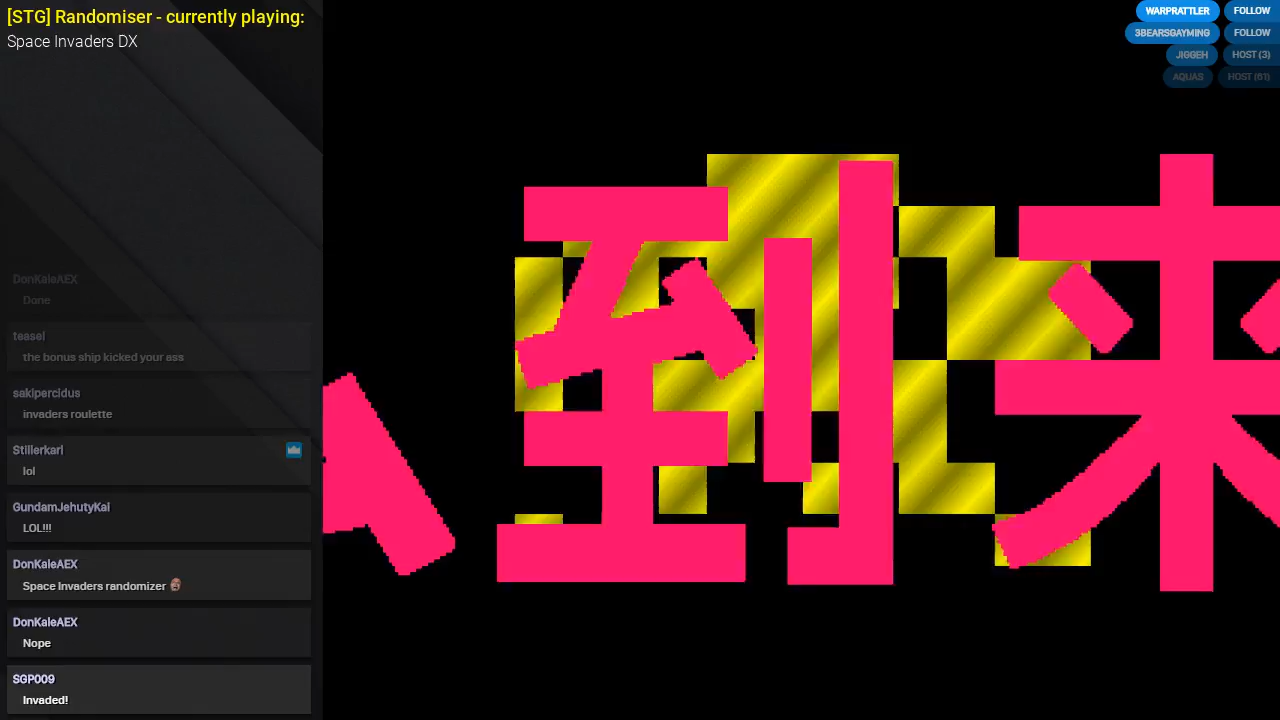 [STG] Randomiser - currently playing:
Space Invaders DX
WARPRATTLER FOLLOW
3BEARSGAYMING FOLLOW
JIGGEH HOST (3)
AQUAS HOST (61)
到来
DonKaleAEX
Done
teasel
the bonus ship kicked your ass
sakipercidus
invaders roulette
Stillerkarl
lol
GundamJehutyKai
LOL!!!
DonKaleAEX
Space Invaders randomizer
DonKaleAEX
Nope
SGP009
Invaded!